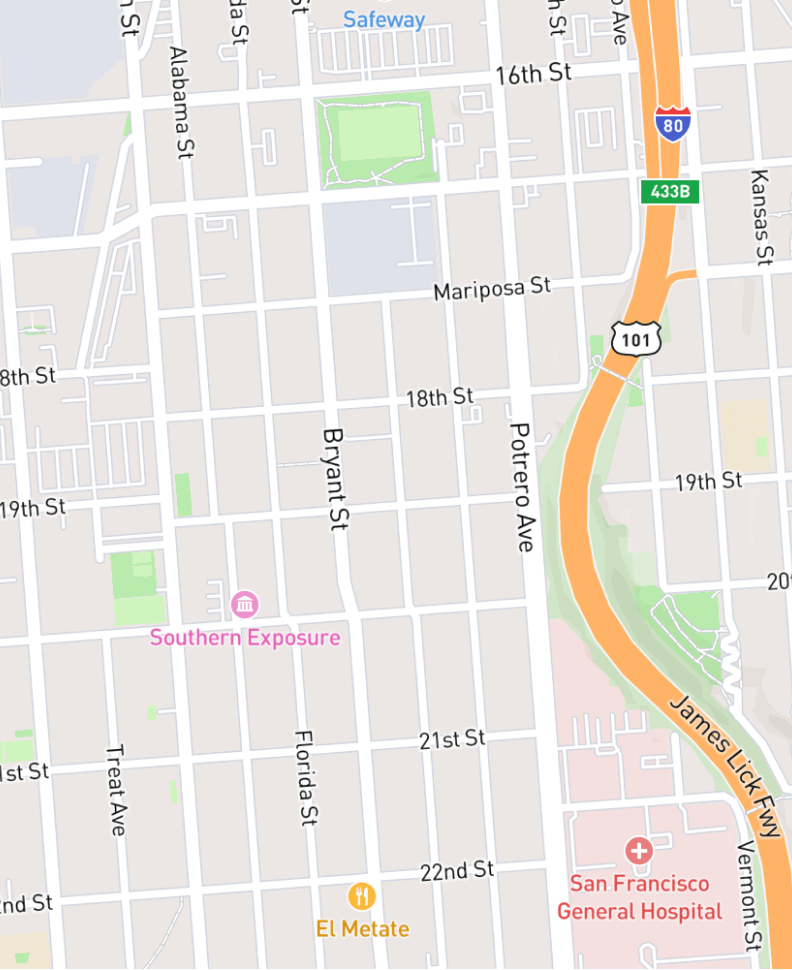 Safeway
16th St
Alabama St
80
433B
Kansas St
Mariposa St
101
8th St
18th St
Bryant St
Potrero Ave
19th St
19th St
20
Southern Exposure
James Lick Fwy
21st St
Florida St
Treat Ave
1st St
22nd St
San Francisco
General Hospital
Vermont St
2nd St
El Metate